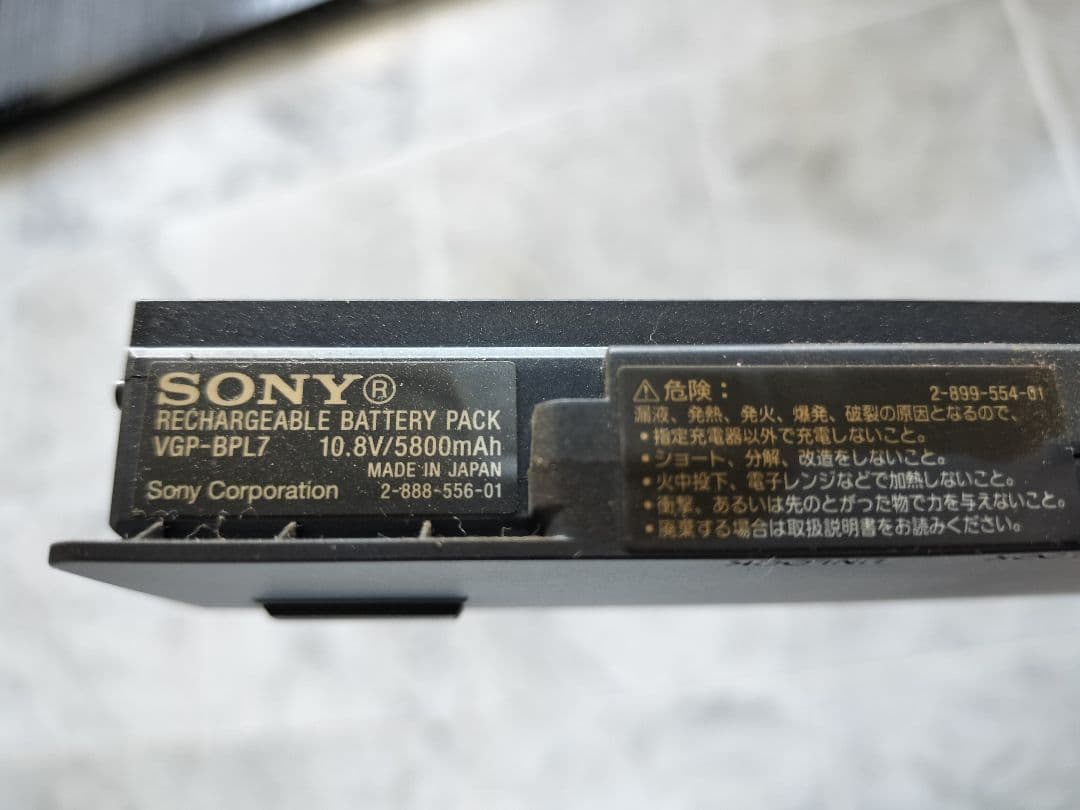 SONY®
RECHARGEABLE BATTERY PACK
VGP-BPL7 10.8V/5800mAh
MADE IN JAPAN
Sony Corporation 2-888-556-01
⚠危険: 2-899-554-01
漏液、発熱、発火、爆発、破裂の原因となるので、
・指定充電器以外で充電しないこと。
・ショート、分解、改造をしないこと。
・火中投下、電子レンジなどで加熱しないこと。
・衝撃、あるいは先のとがった物で力を与えないこと。
・廃棄する場合は取扱説明書をお読みください。